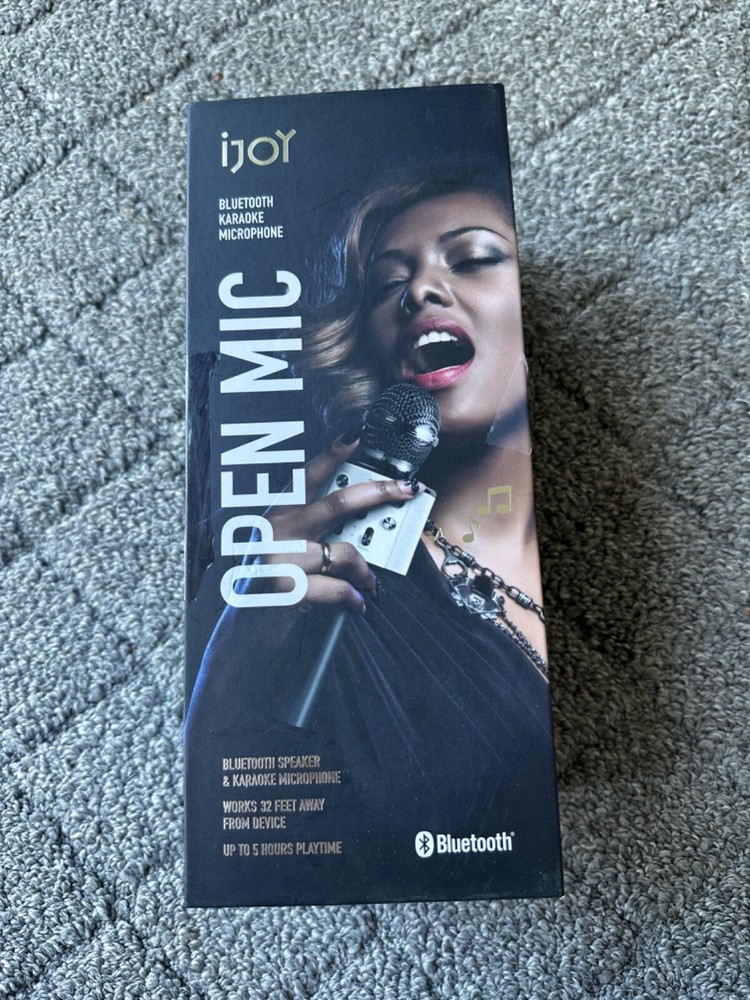 iJOY
BLUETOOTH
KARAOKE
MICROPHONE
OPEN MIC
BLUETOOTH SPEAKER
& KARAOKE MICROPHONE
WORKS 32 FEET AWAY
FROM DEVICE
UP TO 5 HOURS PLAYTIME
Bluetooth®